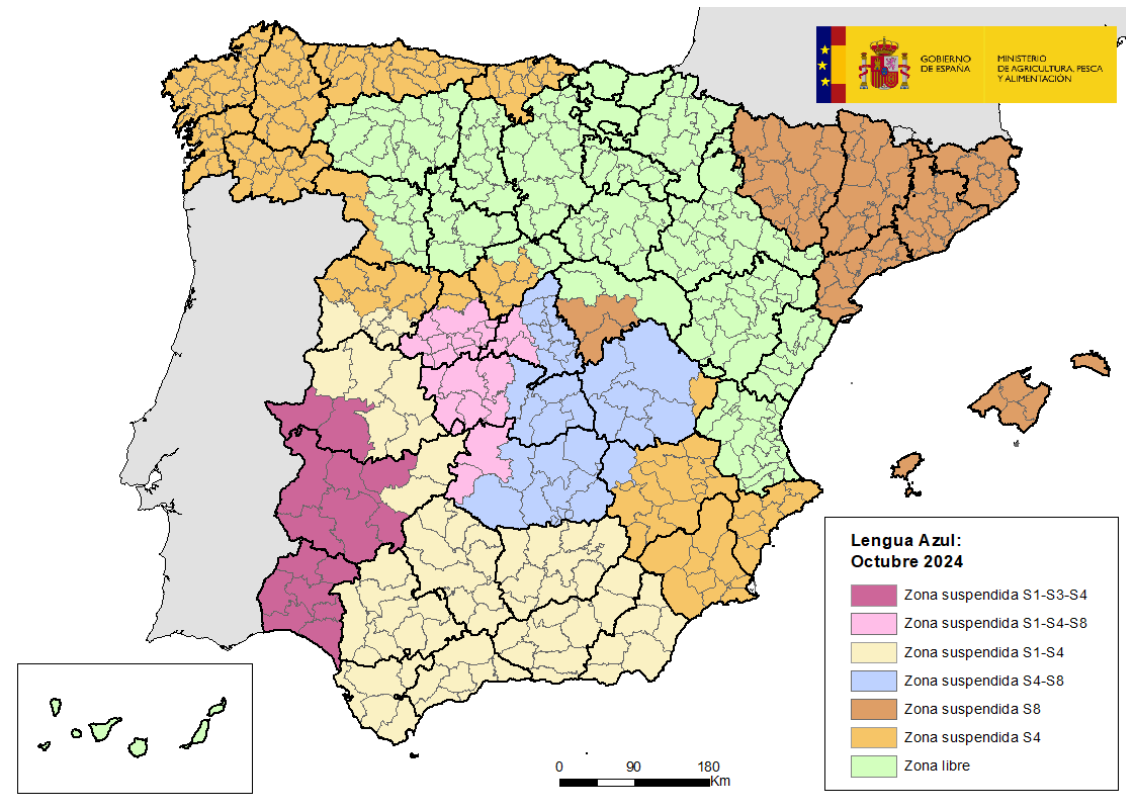 GOBIERNO
DE ESPAÑA
MINISTERIO
DE AGRICULTURA, PESCA
Y ALIMENTACIÓN
Lengua Azul:
Octubre 2024
Zona suspendida S1-S3-S4
Zona suspendida S1-S4-S8
Zona suspendida S1-S4
Zona suspendida S4-S8
Zona suspendida S8
Zona suspendida S4
Zona libre
0 90 180
Km